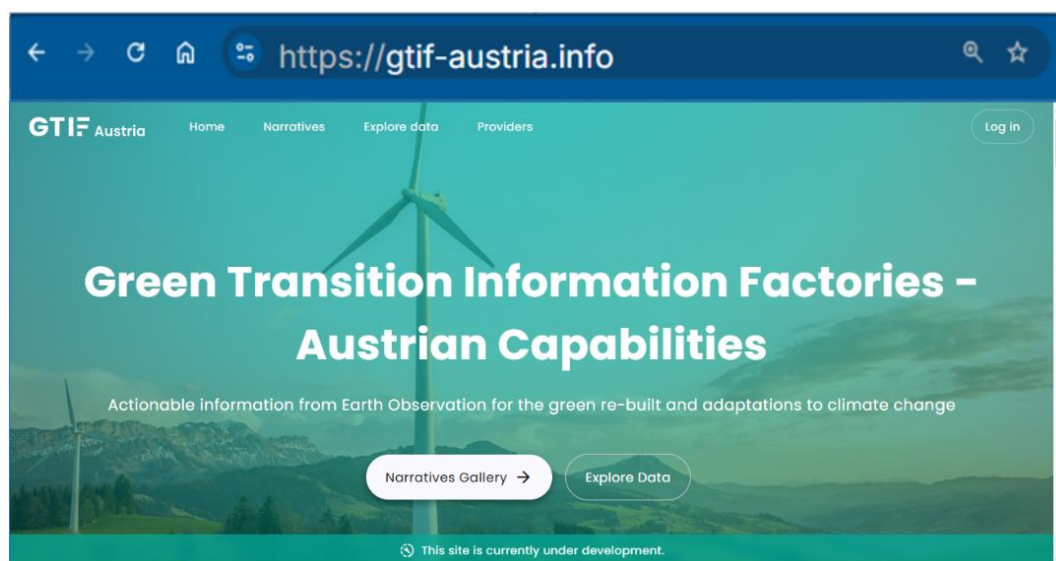 https://gtif-austria.info
GTIF Austria Home Narratives Explore data Providers Log in
Green Transition Information Factories –
Austrian Capabilities
Actionable information from Earth Observation for the green re-built and adaptations to climate change
Narratives Gallery → Explore Data
This site is currently under development.